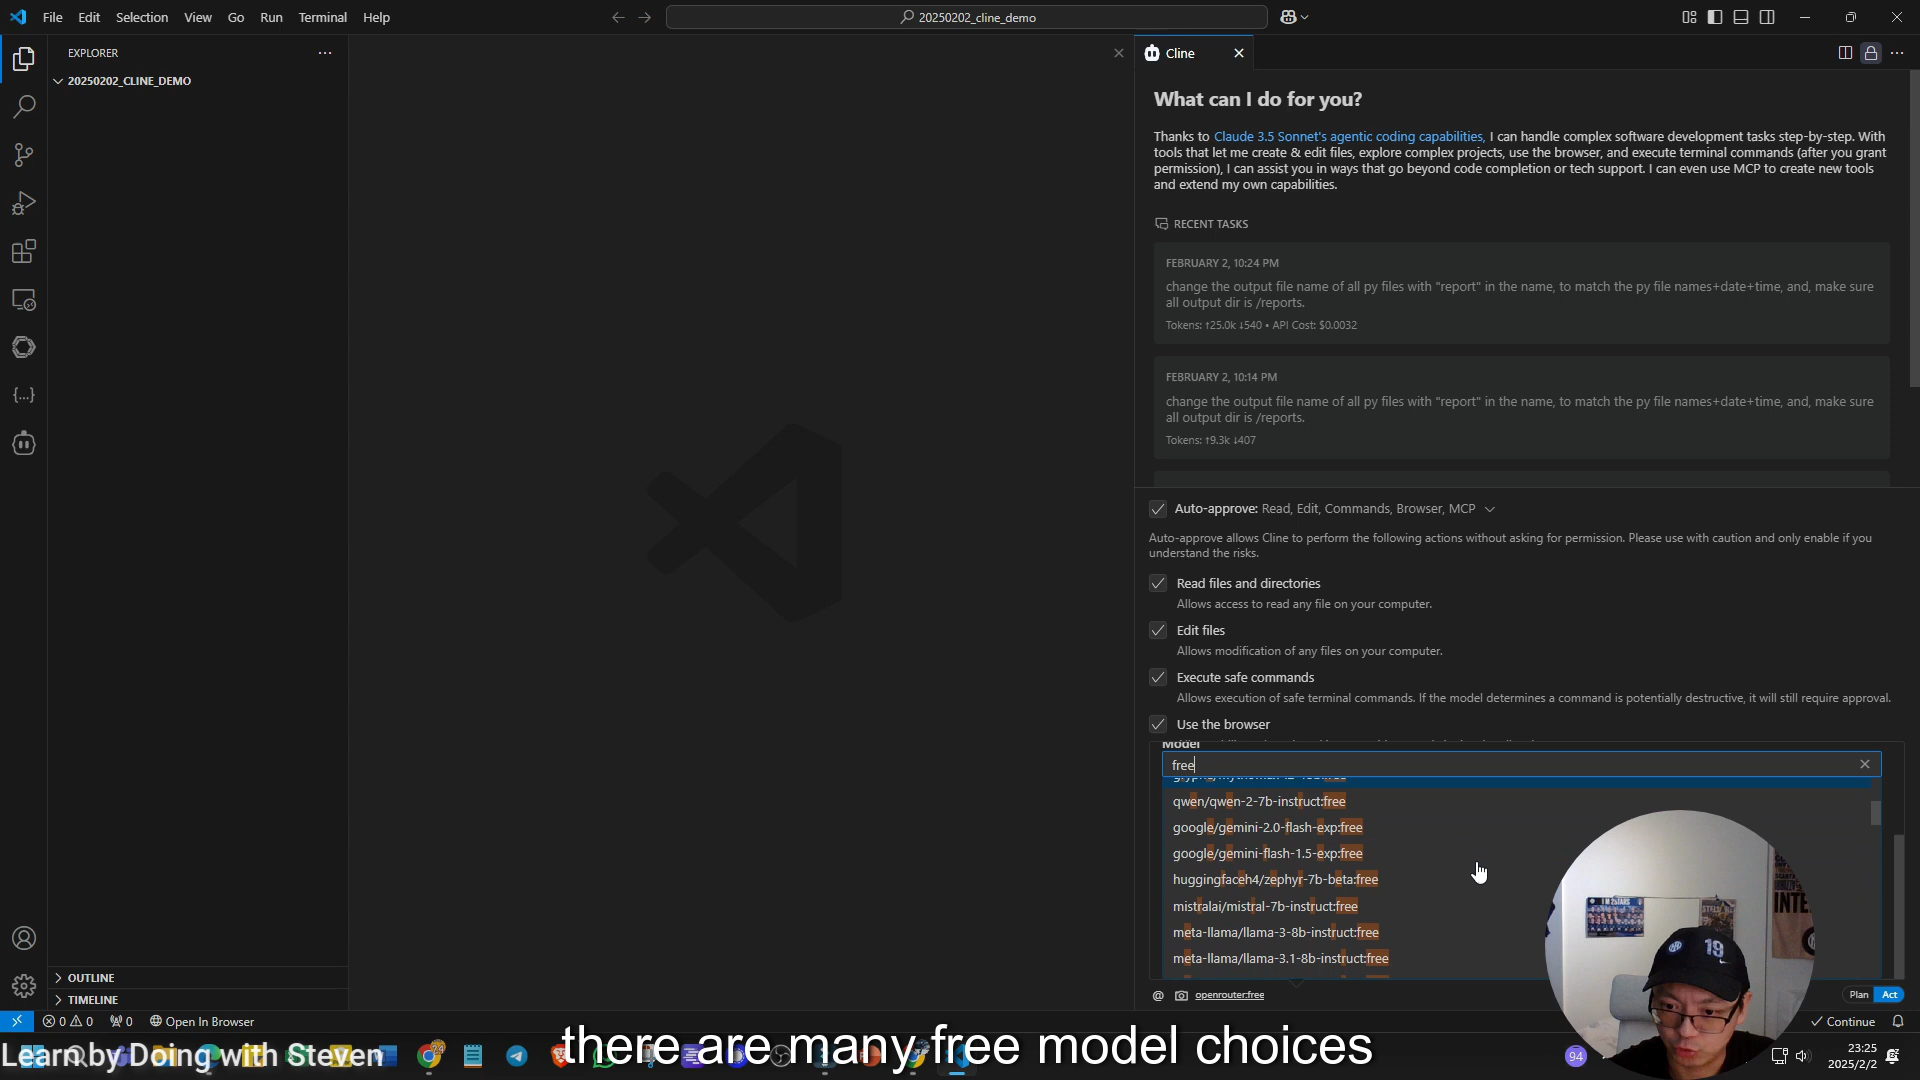 File Edit Selection View Go Run Terminal Help
20250202_cline_demo
EXPLORER
20250202_CLINE_DEMO
Cline
What can I do for you?
Thanks to Claude 3.5 Sonnet's agentic coding capabilities, I can handle complex software development tasks step-by-step. With
tools that let me create & edit files, explore complex projects, use the browser, and execute terminal commands (after you grant
permission), I can assist you in ways that go beyond code completion or tech support. I can even use MCP to create new tools
and extend my own capabilities.
RECENT TASKS
FEBRUARY 2, 10:24 PM
change the output file name of all py files with "report" in the name, to match the py file names+date+time, and, make sure
all output dir is /reports.
Tokens: ↑25.0k ↓540 • API Cost: $0.0032
FEBRUARY 2, 10:14 PM
change the output file name of all py files with "report" in the name, to match the py file names+date+time, and, make sure
all output dir is /reports.
Tokens: ↑9.3k ↓407
Auto-approve: Read, Edit, Commands, Browser, MCP
Auto-approve allows Cline to perform the following actions without asking for permission. Please use with caution and only enable if you
understand the risks.
Read files and directories
Allows access to read any file on your computer.
Edit files
Allows modification of any files on your computer.
Execute safe commands
Allows execution of safe terminal commands. If the model determines a command is potentially destructive, it will still require approval.
Use the browser
Model
free
qwen/qwen-2-7b-instruct:free
google/gemini-2.0-flash-exp:free
google/gemini-flash-1.5-exp:free
huggingfaceh4/zephyr-7b-beta:free
mistralai/mistral-7b-instruct:free
meta-llama/llama-3-8b-instruct:free
meta-llama/llama-3.1-8b-instruct:free
@ openrouter:free
Plan Act
OUTLINE
TIMELINE
0 0 0 Open In Browser
Continue
there are many free model choices
Learn by Doing with Steven
94
23:25
2025/2/2
19